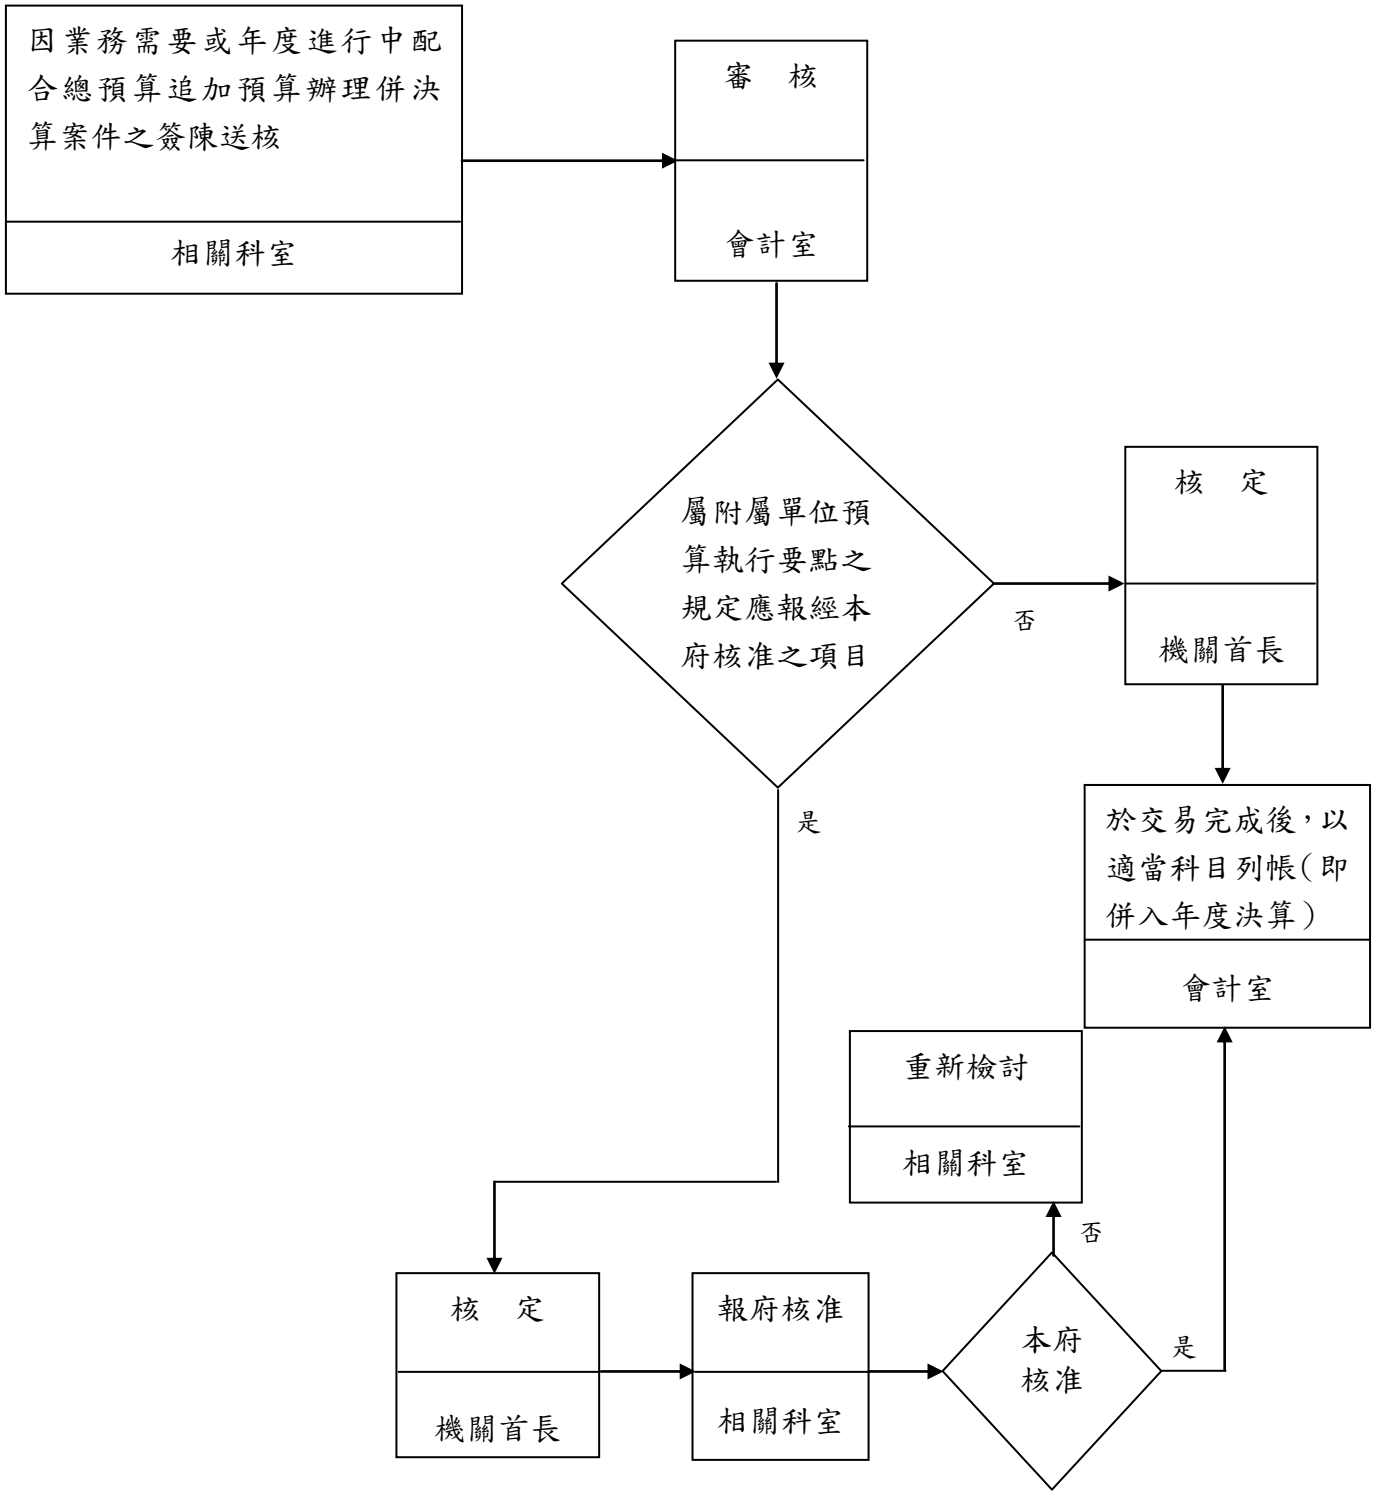 因業務需要或年度進行中配
合總預算追加預算辦理併決
算案件之簽陳送核
相關科室
審　核
會計室
屬附屬單位預
算執行要點之
規定應報經本
府核准之項目
否
核　定
機關首長
是
於交易完成後，以
適當科目列帳（即
併入年度決算）
會計室
重新檢討
相關科室
否
核　定
機關首長
報府核准
相關科室
本府
核准
是